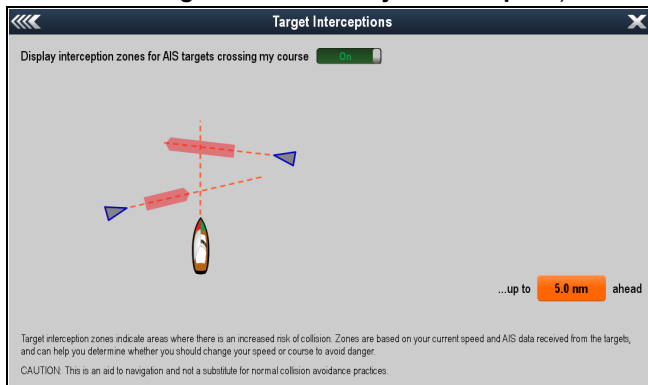 Target Interceptions
Display interception zones for AIS targets crossing my course On
...up to 5.0 nm ahead
Target interception zones indicate areas where there is an increased risk of collision. Zones are based on your current speed and AIS data received from the targets,
and can help you determine whether you should change your speed or course to avoid danger.
CAUTION: This is an aid to navigation and not a substitute for normal collision avoidance practices.